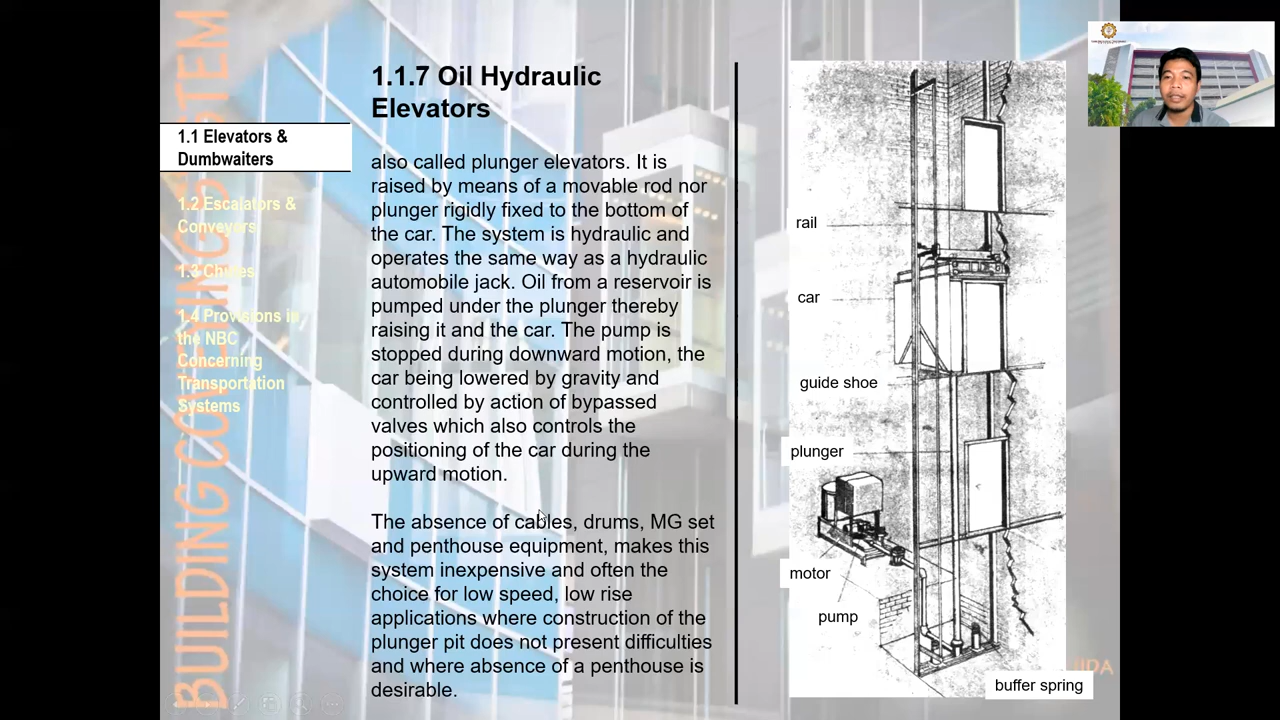 BUILDING CONVEYING SYSTEM
1.1 Elevators &
Dumbwaiters
1.2 Escalators &
Conveyors
1.3 Chutes
1.4 Provisions in
the NBC
Concerning
Transportation
Systems
1.1.7 Oil Hydraulic
Elevators
also called plunger elevators. It is
raised by means of a movable rod nor
plunger rigidly fixed to the bottom of
the car. The system is hydraulic and
operates the same way as a hydraulic
automobile jack. Oil from a reservoir is
pumped under the plunger thereby
raising it and the car. The pump is
stopped during downward motion, the
car being lowered by gravity and
controlled by action of bypassed
valves which also controls the
positioning of the car during the
upward motion.
The absence of cables, drums, MG set
and penthouse equipment, makes this
system inexpensive and often the
choice for low speed, low rise
applications where construction of the
plunger pit does not present difficulties
and where absence of a penthouse is
desirable.
rail
car
guide shoe
plunger
motor
pump
buffer spring